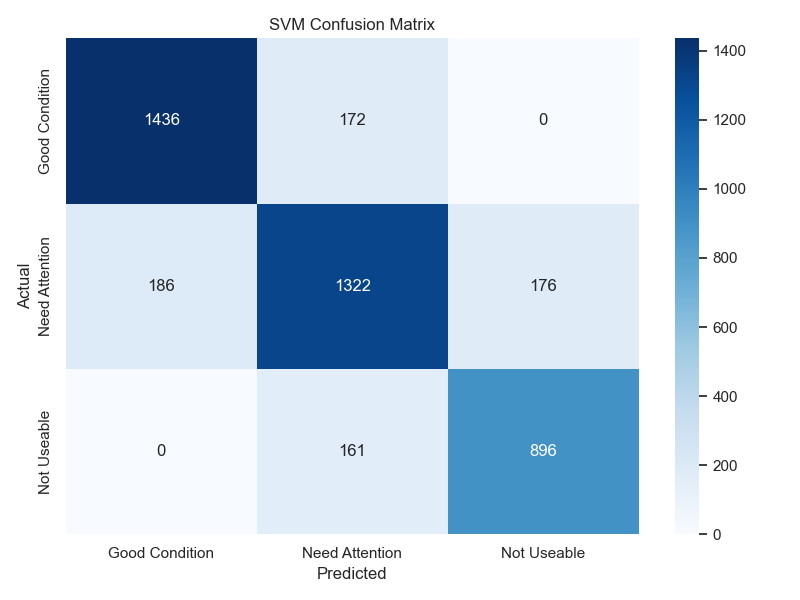 SVM Confusion Matrix
Actual
Good Condition
1436 172 0
Need Attention
186 1322 176
Not Useable
0 161 896
Good Condition Need Attention Not Useable
Predicted
1400
1200
1000
800
600
400
200
0